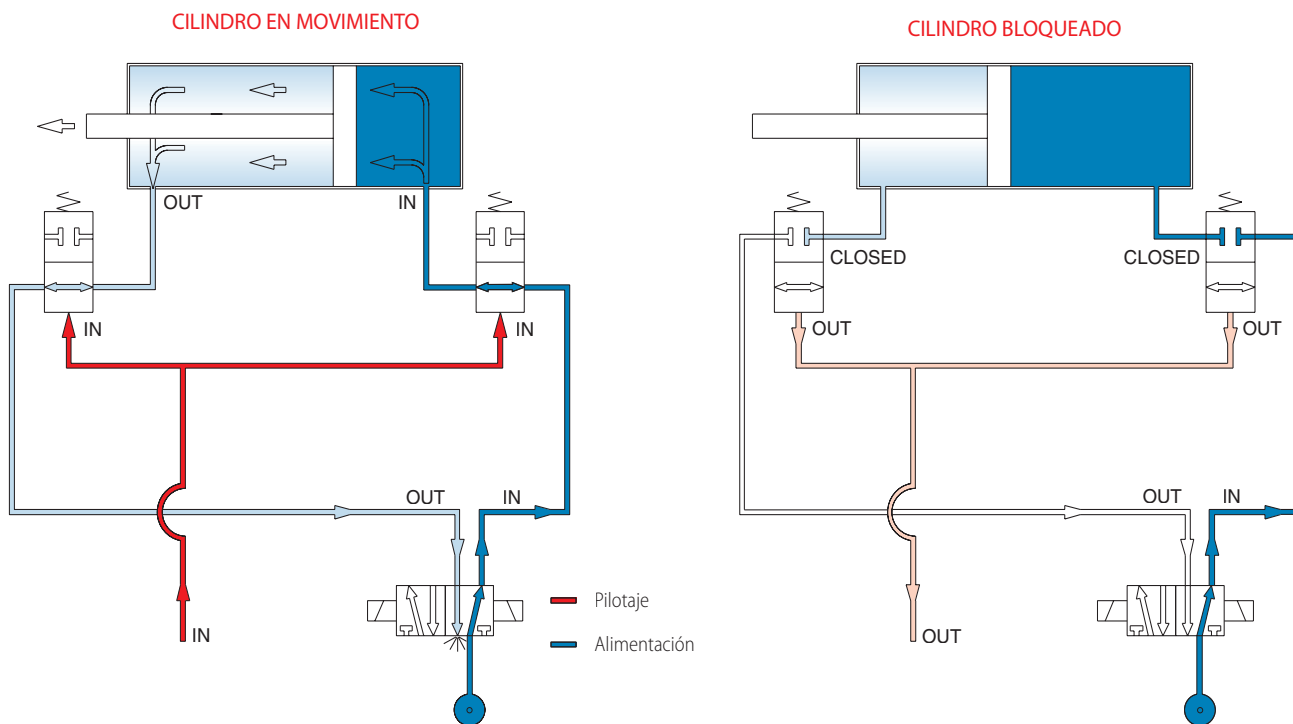 CILINDRO EN MOVIMIENTO
OUT
IN
IN
IN
OUT
IN
IN
Pilotaje
Alimentación
CILINDRO BLOQUEADO
CLOSED
CLOSED
OUT
OUT
OUT
IN
OUT